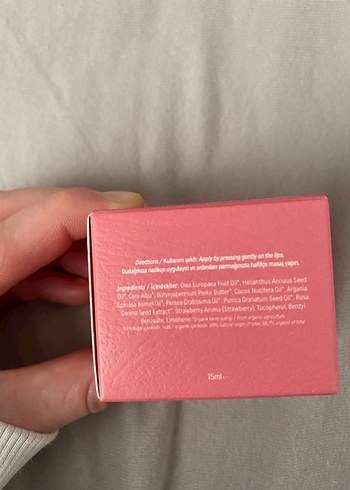 Directions / Kullanım şekli: Apply by pressing gently on the lips.
Dudağınıza nazikçe uygulayın ve ardından parmağınızla hafifçe masaj yapın.
Ingredients / İçindekiler: Olea Europaea Fruit Oil*, Helianthus Annuus Seed
Oil*, Cera Alba*, Butyrospermum Parkii Butter*, Cocos Nucifera Oil*, Argania
Spinosa Kernel Oil*, Persea Gratissima Oil*, Punica Granatum Seed Oil*, Rosa
Canina Seed Extract*, Strawberry Aroma (Strawberry), Tocopherol, Benzyl
Benzoate, Limonene
15ml e